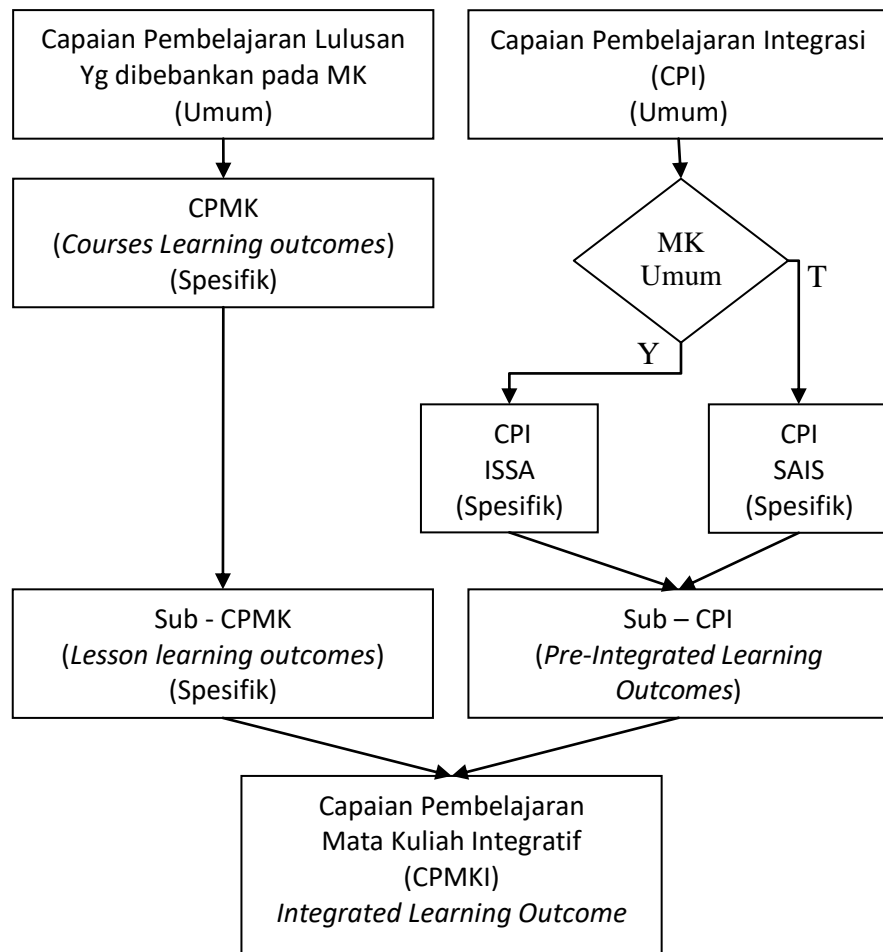 Capaian Pembelajaran Lulusan
Yg dibebankan pada MK
(Umum)
Capaian Pembelajaran Integrasi
(CPI)
(Umum)
CPMK
(Courses Learning outcomes)
(Spesifik)
MK
Umum
T
Y
CPI
ISSA
(Spesifik)
CPI
SAIS
(Spesifik)
Sub - CPMK
(Lesson learning outcomes)
(Spesifik)
Sub – CPI
(Pre-Integrated Learning
Outcomes)
Capaian Pembelajaran
Mata Kuliah Integratif
(CPMKI)
Integrated Learning Outcome